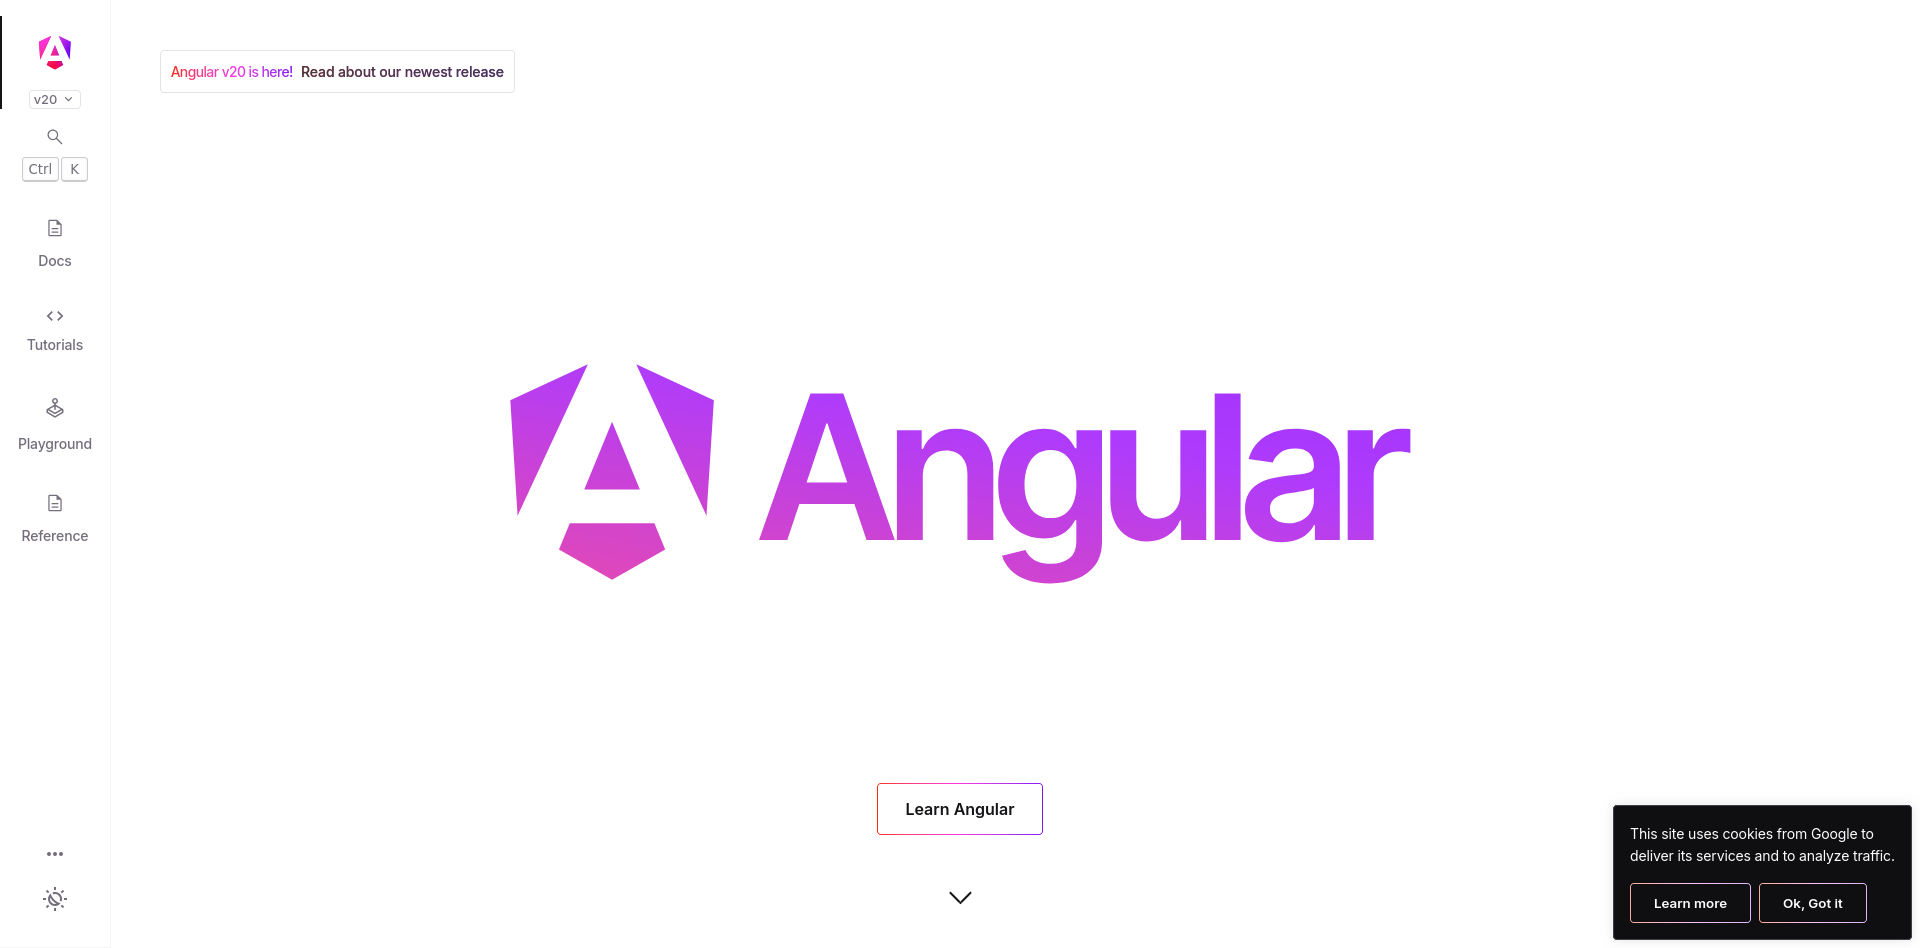 v20
Ctrl K
Docs
Tutorials
Playground
Reference
Angular v20 is here! Read about our newest release
Angular
Learn Angular
This site uses cookies from Google to
deliver its services and to analyze traffic.
Learn more Ok, Got it